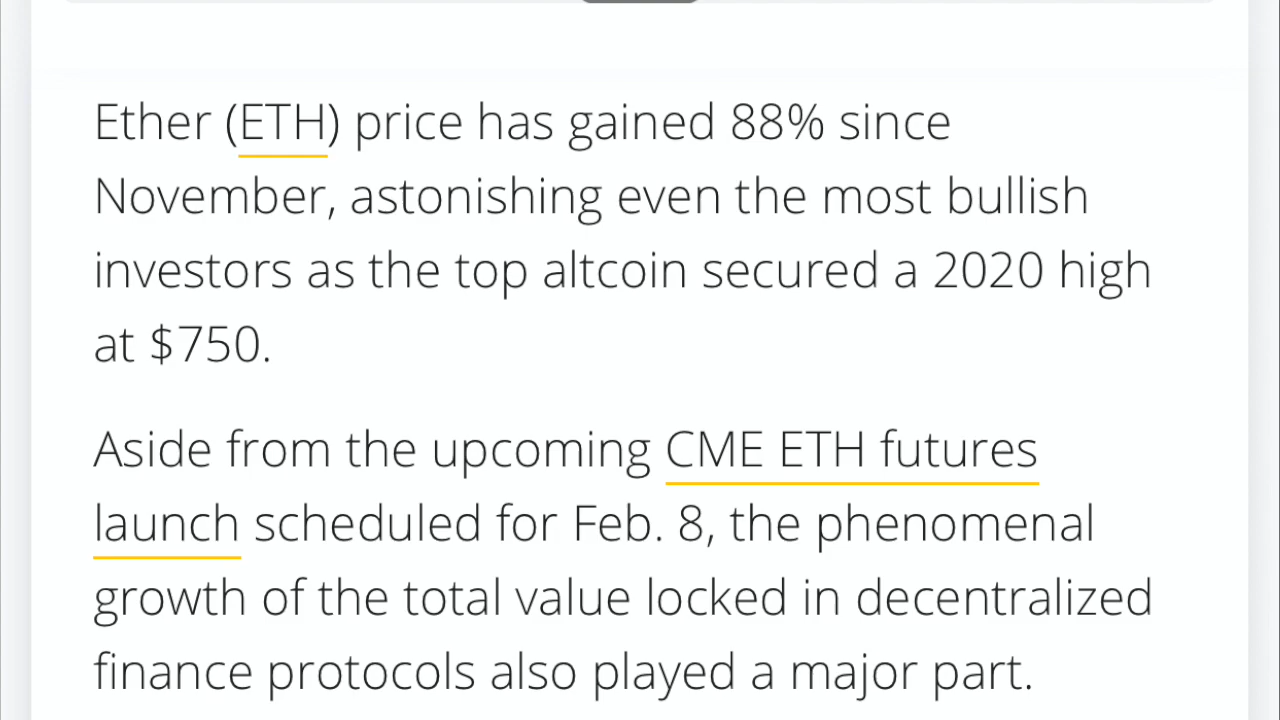 Ether (ETH) price has gained 88% since
November, astonishing even the most bullish
investors as the top altcoin secured a 2020 high
at $750.
Aside from the upcoming CME ETH futures
launch scheduled for Feb. 8, the phenomenal
growth of the total value locked in decentralized
finance protocols also played a major part.